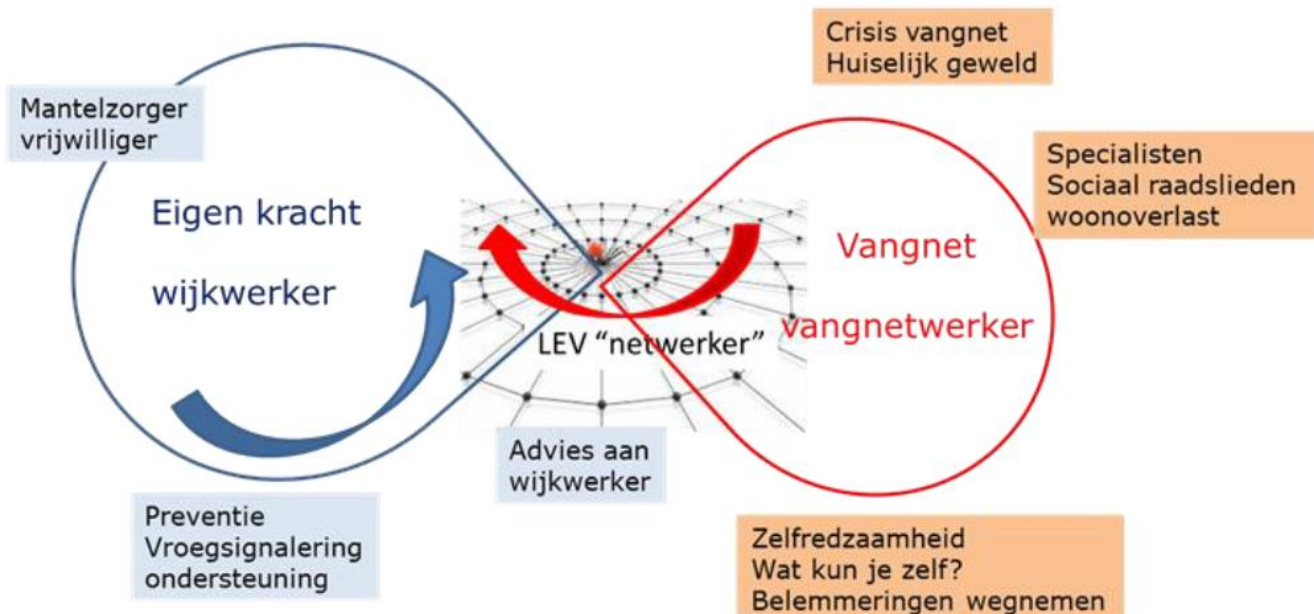 Crisis vangnet
Huiselijk geweld
Mantelzorger
vrijwilliger
Specialisten
Sociaal raadslieden
woonoverlast
Eigen kracht
wijkwerker
Vangnet
vangnetwerker
LEV “netwerker”
Advies aan
wijkwerker
Preventie
Vroegsignalering
ondersteuning
Zelfredzaamheid
Wat kun je zelf?
Belemmeringen wegnemen